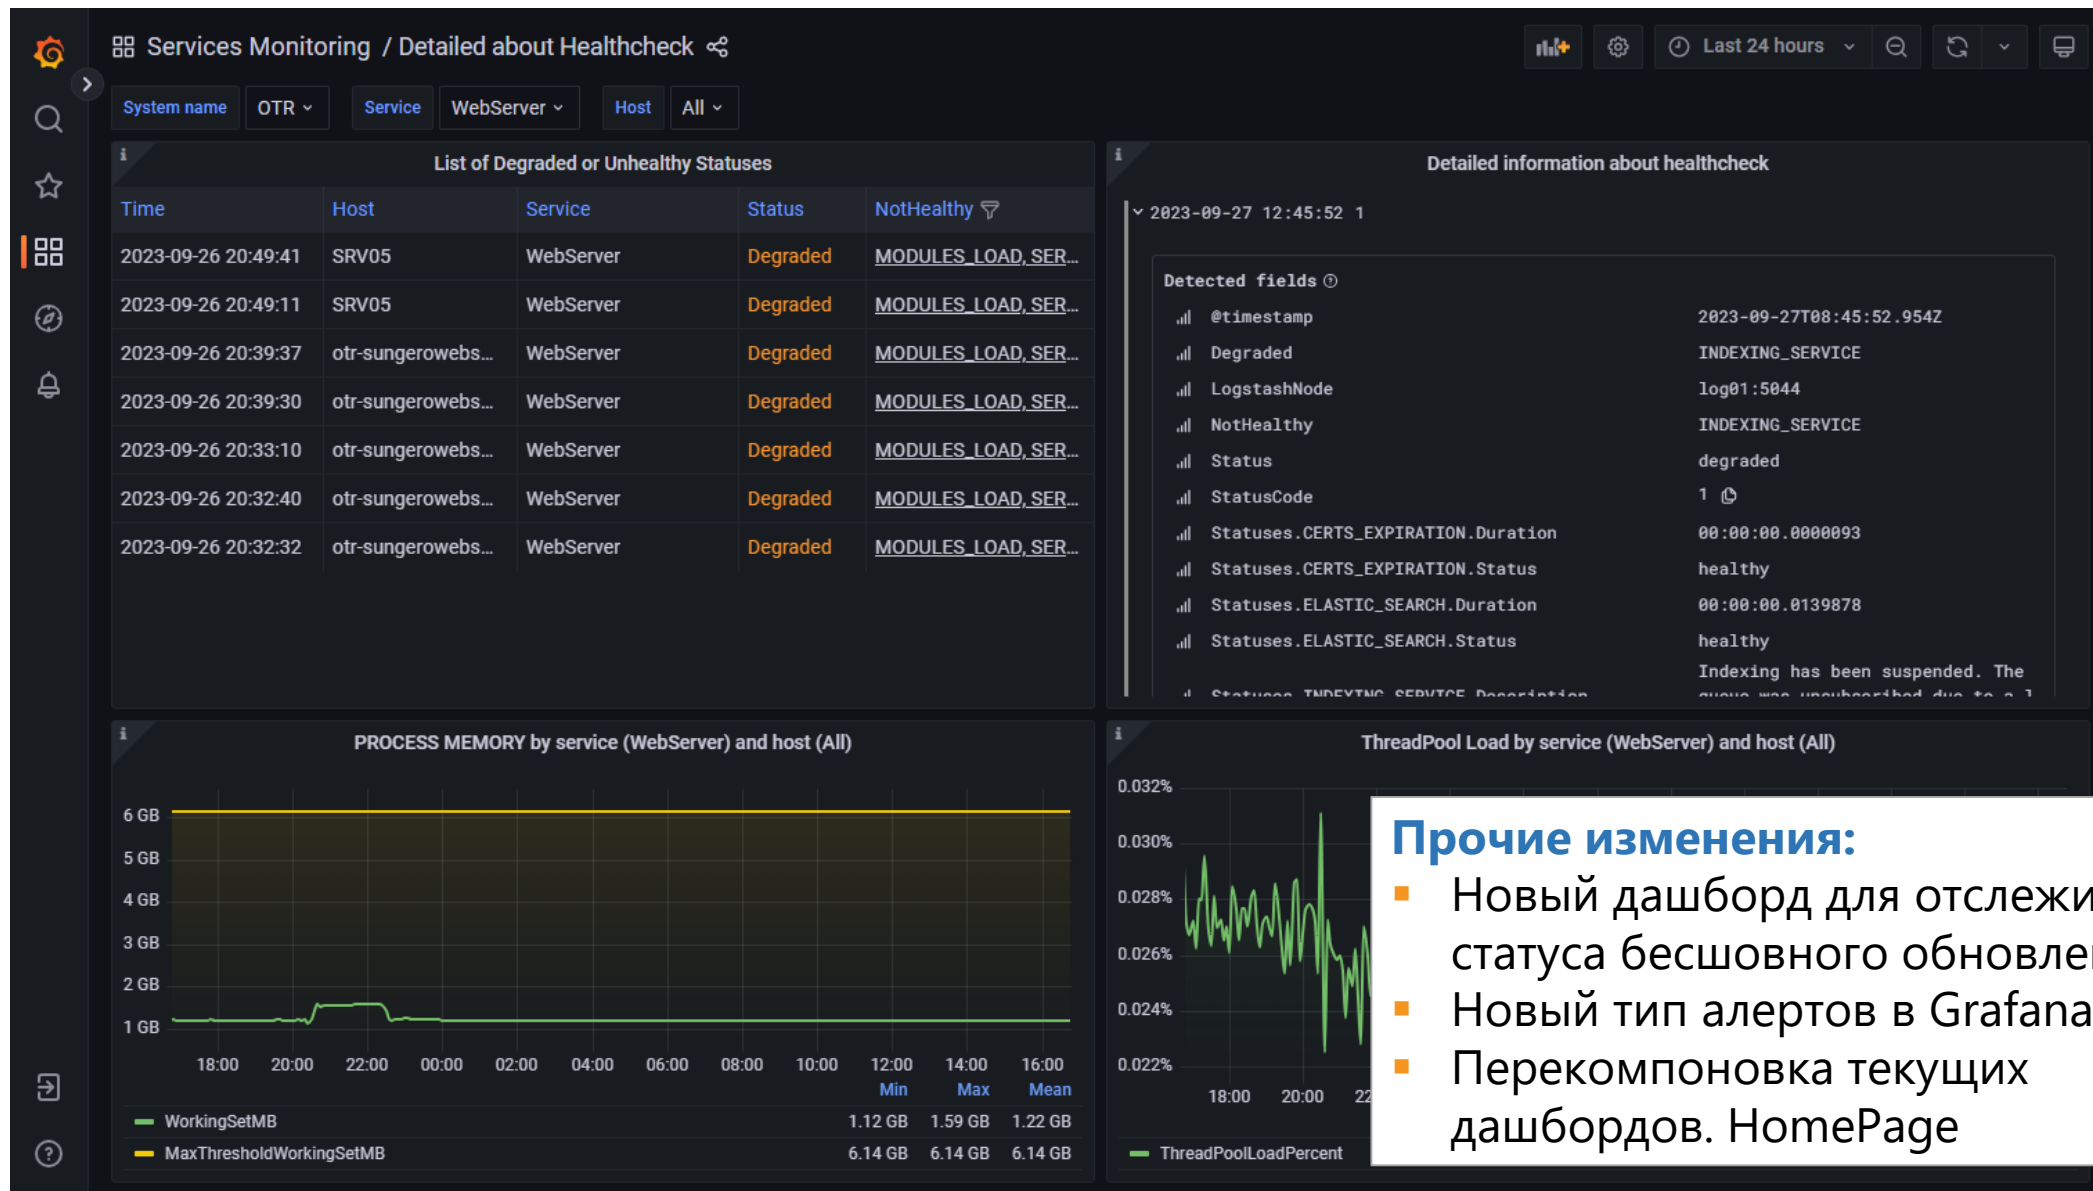 Services Monitoring / Detailed about Healthcheck
Last 24 hours
System name OTR Service WebServer Host All
List of Degraded or Unhealthy Statuses
Time Host Service Status NotHealthy
2023-09-26 20:49:41 SRV05 WebServer Degraded MODULES_LOAD, SER...
2023-09-26 20:49:11 SRV05 WebServer Degraded MODULES_LOAD, SER...
2023-09-26 20:39:37 otr-sungerowebs... WebServer Degraded MODULES_LOAD, SER...
2023-09-26 20:39:30 otr-sungerowebs... WebServer Degraded MODULES_LOAD, SER...
2023-09-26 20:33:10 otr-sungerowebs... WebServer Degraded MODULES_LOAD, SER...
2023-09-26 20:32:40 otr-sungerowebs... WebServer Degraded MODULES_LOAD, SER...
2023-09-26 20:32:32 otr-sungerowebs... WebServer Degraded MODULES_LOAD, SER...
Detailed information about healthcheck
2023-09-27 12:45:52 1
Detected fields
@timestamp 2023-09-27T08:45:52.954Z
Degraded INDEXING_SERVICE
LogstashNode log01:5044
NotHealthy INDEXING_SERVICE
Status degraded
StatusCode 1
Statuses.CERTS_EXPIRATION.Duration 00:00:00.0000093
Statuses.CERTS_EXPIRATION.Status healthy
Statuses.ELASTIC_SEARCH.Duration 00:00:00.0139878
Statuses.ELASTIC_SEARCH.Status healthy
Indexing has been suspended. The
Statuses.INDEXING_SERVICE.Description queue was unsubscribed due to a l
PROCESS MEMORY by service (WebServer) and host (All)
6 GB
5 GB
4 GB
3 GB
2 GB
1 GB
18:00 20:00 22:00 00:00 02:00 04:00 06:00 08:00 10:00 12:00 14:00 16:00
Min Max Mean
WorkingSetMB 1.12 GB 1.59 GB 1.22 GB
MaxThresholdWorkingSetMB 6.14 GB 6.14 GB 6.14 GB
ThreadPool Load by service (WebServer) and host (All)
0.032%
0.030%
0.028%
0.026%
0.024%
0.022%
18:00 20:00 22
ThreadPoolLoadPercent
Прочие изменения:
Новый дашборд для отслежи
статуса бесшовного обновле
Новый тип алертов в Grafana
Перекомпоновка текущих
дашбордов. HomePage